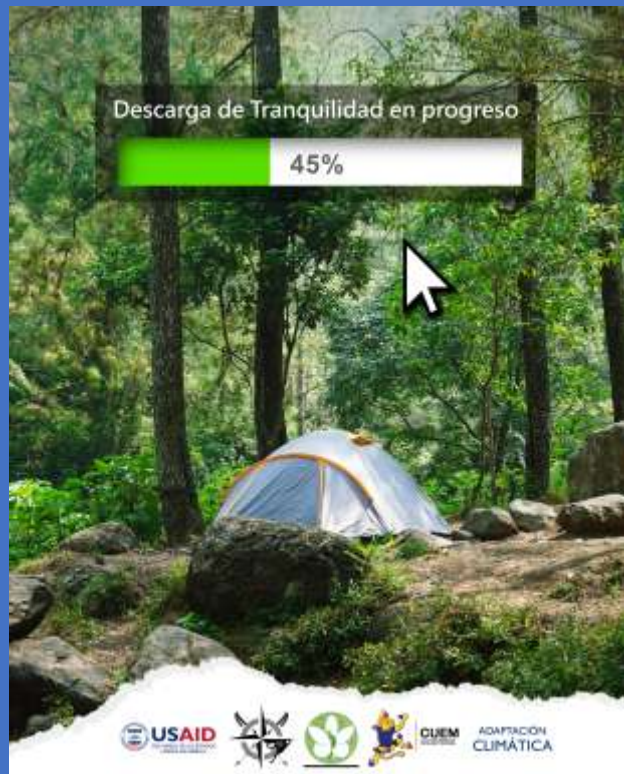 Descarga de Tranquilidad en progreso
45%
USAID
CUEM
ADAPTACIÓN
CLIMÁTICA